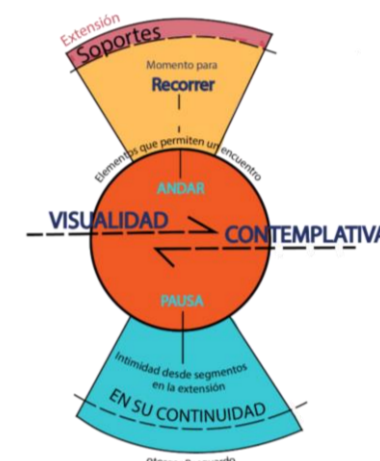 Extensión
Soportes
Momento para
Recorrer
Elementos que permiten un encuentro
ANDAR
VISUALIDAD
CONTEMPLATIVA
PAUSA
Intimidad desde segmentos
en la extensión
EN SU CONTINUIDAD